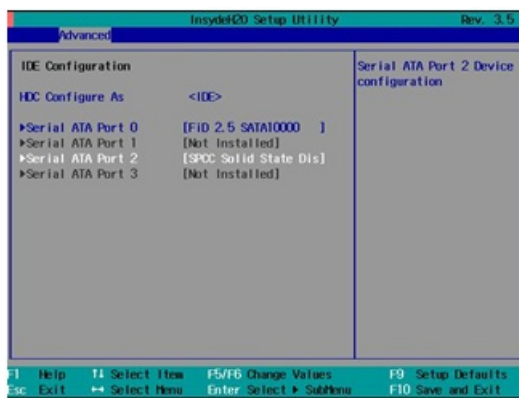 InsydeH20 Setup Utility Rev. 3.5
Advanced
IDE Configuration
HDC Configure As <IDE>
▶Serial ATA Port 0 [FiD 2.5 SATA10000 ]
▶Serial ATA Port 1 [Not Installed]
▶Serial ATA Port 2 [SPCC Solid State Dis]
▶Serial ATA Port 3 [Not Installed]
Serial ATA Port 2 Device
configuration
F1 Help ↑↓ Select Item F5/F6 Change Values F9 Setup Defaults
Esc Exit ↔ Select Menu Enter Select ▶ SubMenu F10 Save and Exit